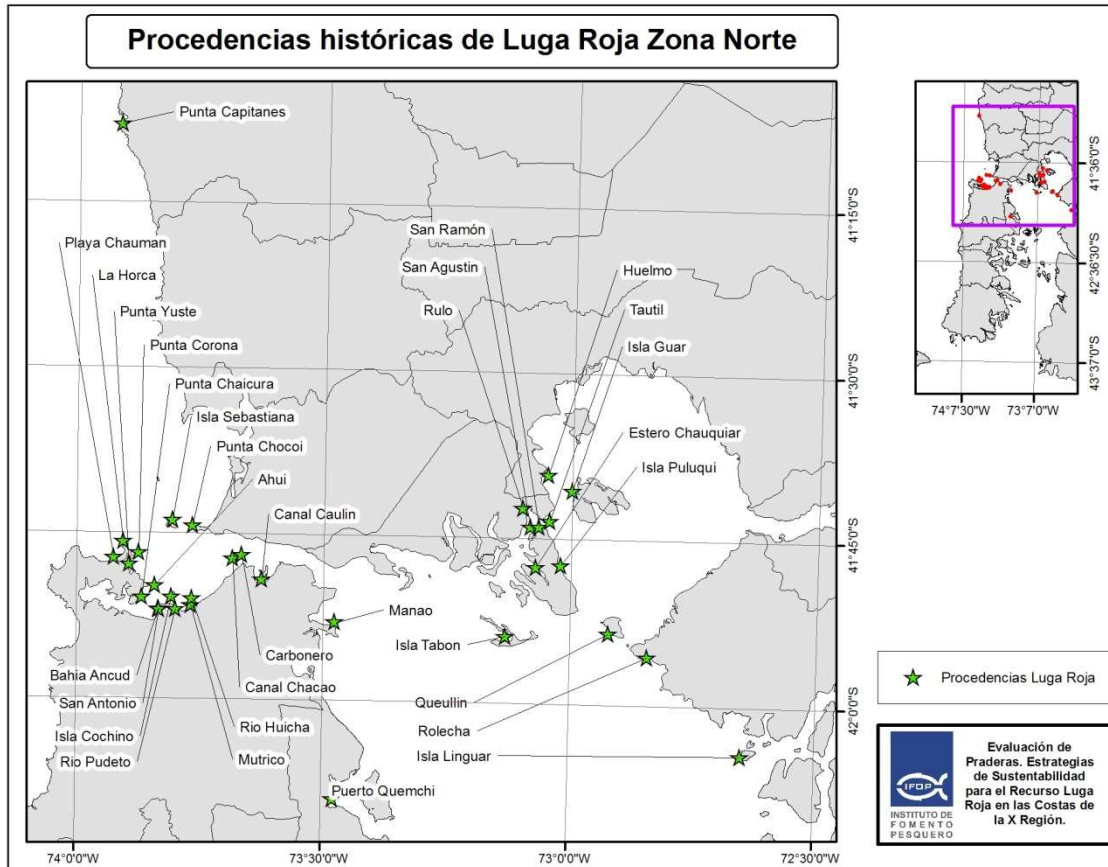 Procedencias históricas de Luga Roja Zona Norte
Punta Capitanes
Playa Chauman
La Horca
Punta Yuste
Punta Corona
Punta Chaicura
Isla Sebastiana
Punta Chocoi
Ahui
Canal Caulin
San Ramón
San Agustin
Rulo
Huelmo
Tautil
Isla Guar
Estero Chauquiar
Isla Puluqui
Manao
Isla Tabon
Carbonero
Canal Chacao
Bahia Ancud
San Antonio
Isla Cochino
Rio Pudeto
Rio Huicha
Mutrico
Queullin
Rolecha
Isla Linguar
Puerto Quemchi
41°15'0"S
41°30'0"S
41°45'0"S
42°0'0"S
74°0'0"W
73°30'0"W
73°0'0"W
72°30'0"W
41°36'0"S
42°36'30"S
43°37'0"S
74°7'1'30"W
73°7'0"W
Procedencias Luga Roja
IFOP
INSTITUTO DE
FOMENTO
PESQUERO
Evaluación de
Praderas. Estrategias
de Sustentabilidad
para el Recurso Luga
Roja en las Costas de
la X Región.